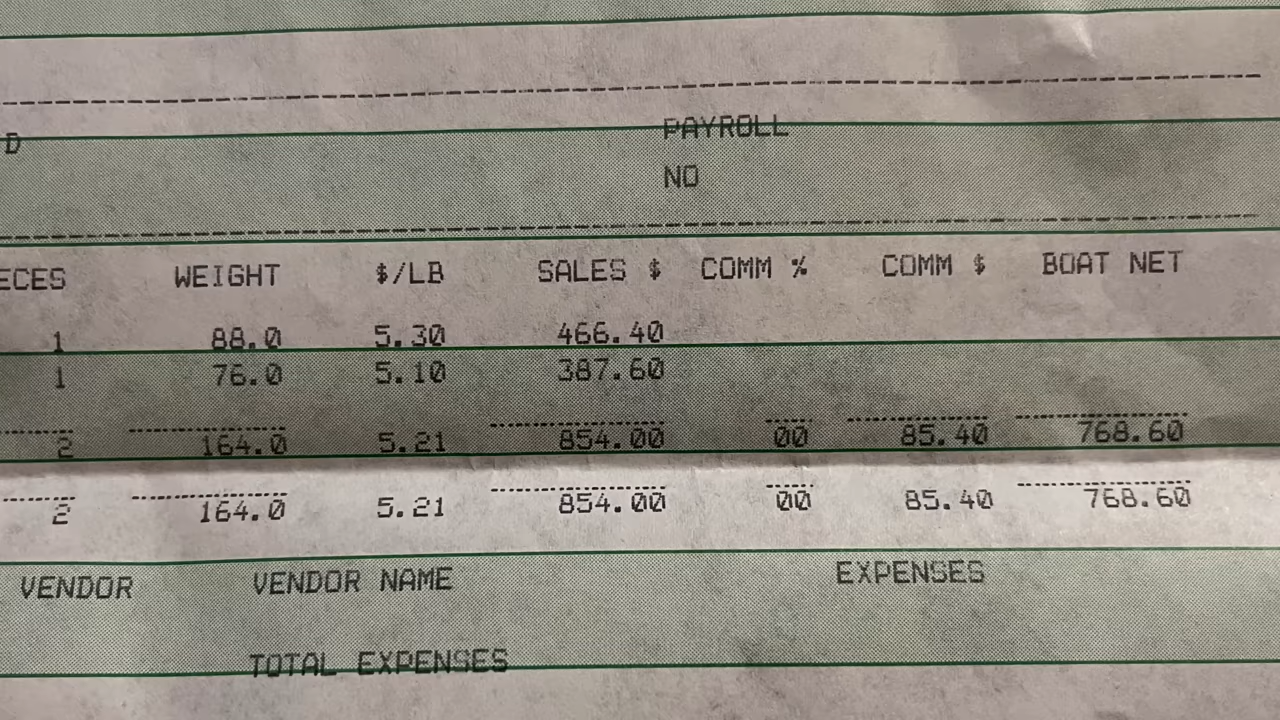 D PAYROLL
NO
ECES WEIGHT $/LB SALES $ COMM % COMM $ BOAT NET
1 88.0 5.30 466.40
1 76.0 5.10 387.60
2 164.0 5.21 854.00 00 85.40 768.60
2 164.0 5.21 854.00 00 85.40 768.60
VENDOR VENDOR NAME EXPENSES
TOTAL EXPENSES